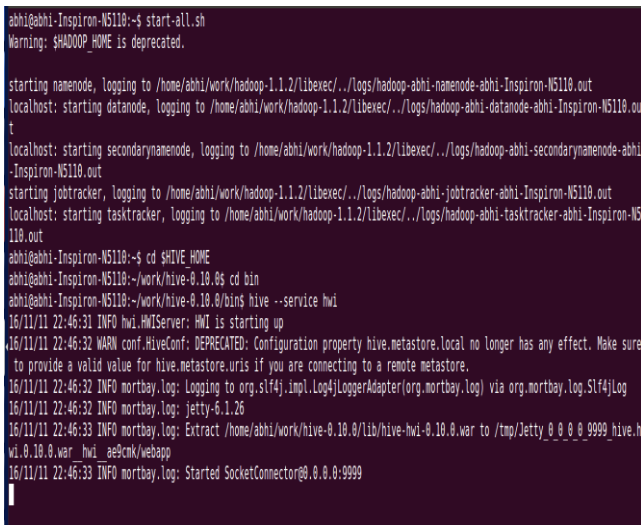 abhi@abhi-Inspiron-N5110:~$ start-all.sh
Warning: $HADOOP_HOME is deprecated.
starting namenode, logging to /home/abhi/work/hadoop-1.1.2/libexec/../logs/hadoop-abhi-namenode-abhi-Inspiron-N5110.out
localhost: starting datanode, logging to /home/abhi/work/hadoop-1.1.2/libexec/../logs/hadoop-abhi-datanode-abhi-Inspiron-N5110.ou
t
localhost: starting secondarynamenode, logging to /home/abhi/work/hadoop-1.1.2/libexec/../logs/hadoop-abhi-secondarynamenode-abhi
-Inspiron-N5110.out
starting jobtracker, logging to /home/abhi/work/hadoop-1.1.2/libexec/../logs/hadoop-abhi-jobtracker-abhi-Inspiron-N5110.out
localhost: starting tasktracker, logging to /home/abhi/work/hadoop-1.1.2/libexec/../logs/hadoop-abhi-tasktracker-abhi-Inspiron-N5
110.out
abhi@abhi-Inspiron-N5110:~$ cd $HIVE_HOME
abhi@abhi-Inspiron-N5110:~/work/hive-0.10.0$ cd bin
abhi@abhi-Inspiron-N5110:~/work/hive-0.10.0/bin$ hive --service hwi
16/11/11 22:46:31 INFO hwi.HWIServer: HWI is starting up
16/11/11 22:46:32 WARN conf.HiveConf: DEPRECATED: Configuration property hive.metastore.local no longer has any effect. Make sure
to provide a valid value for hive.metastore.uris if you are connecting to a remote metastore.
16/11/11 22:46:32 INFO mortbay.log: Logging to org.slf4j.impl.Log4jLoggerAdapter(org.mortbay.log) via org.mortbay.log.Slf4jLog
16/11/11 22:46:32 INFO mortbay.log: jetty-6.1.26
16/11/11 22:46:33 INFO mortbay.log: Extract /home/abhi/work/hive-0.10.0/lib/hive-hwi-0.10.0.war to /tmp/Jetty_0_0_0_0_9999_hive.h
wi.0.10.0.war__hwi__ae9cmk/webapp
16/11/11 22:46:33 INFO mortbay.log: Started SocketConnector@0.0.0.0:9999